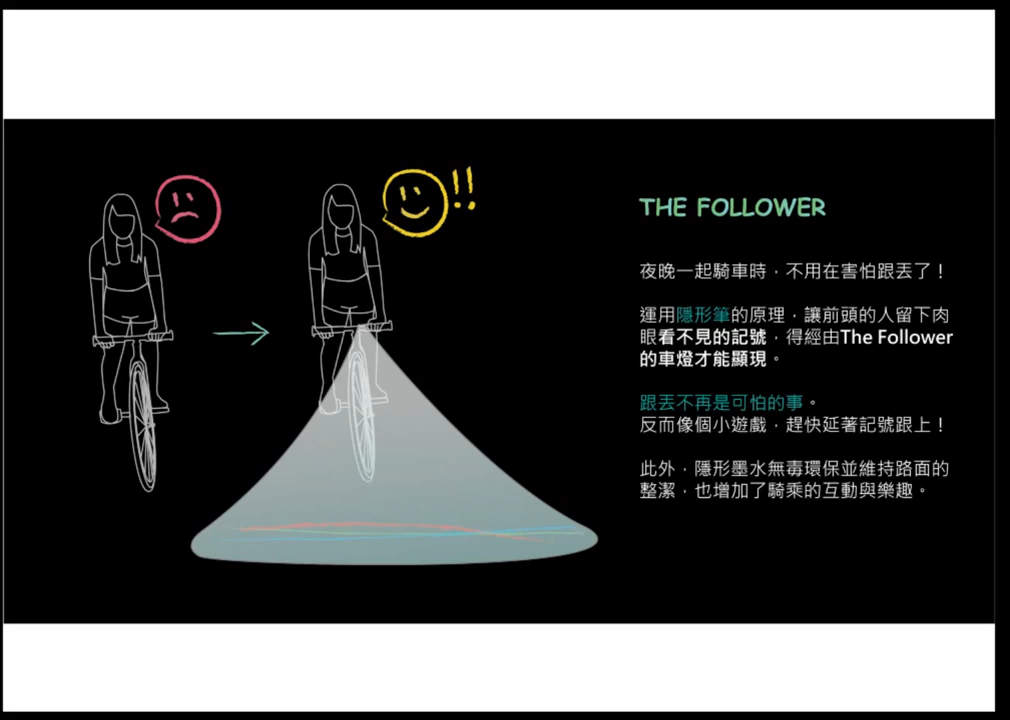 THE FOLLOWER
夜晚一起騎車時，不用在害怕跟丟了！
運用隱形筆的原理，讓前頭的人留下肉
眼看不見的記號，得經由The Follower
的車燈才能顯現。
跟丟不再是可怕的事。
反而像個小遊戲，趕快延著記號跟上！
此外，隱形墨水無毒環保並維持路面的
整潔，也增加了騎乘的互動與樂趣。